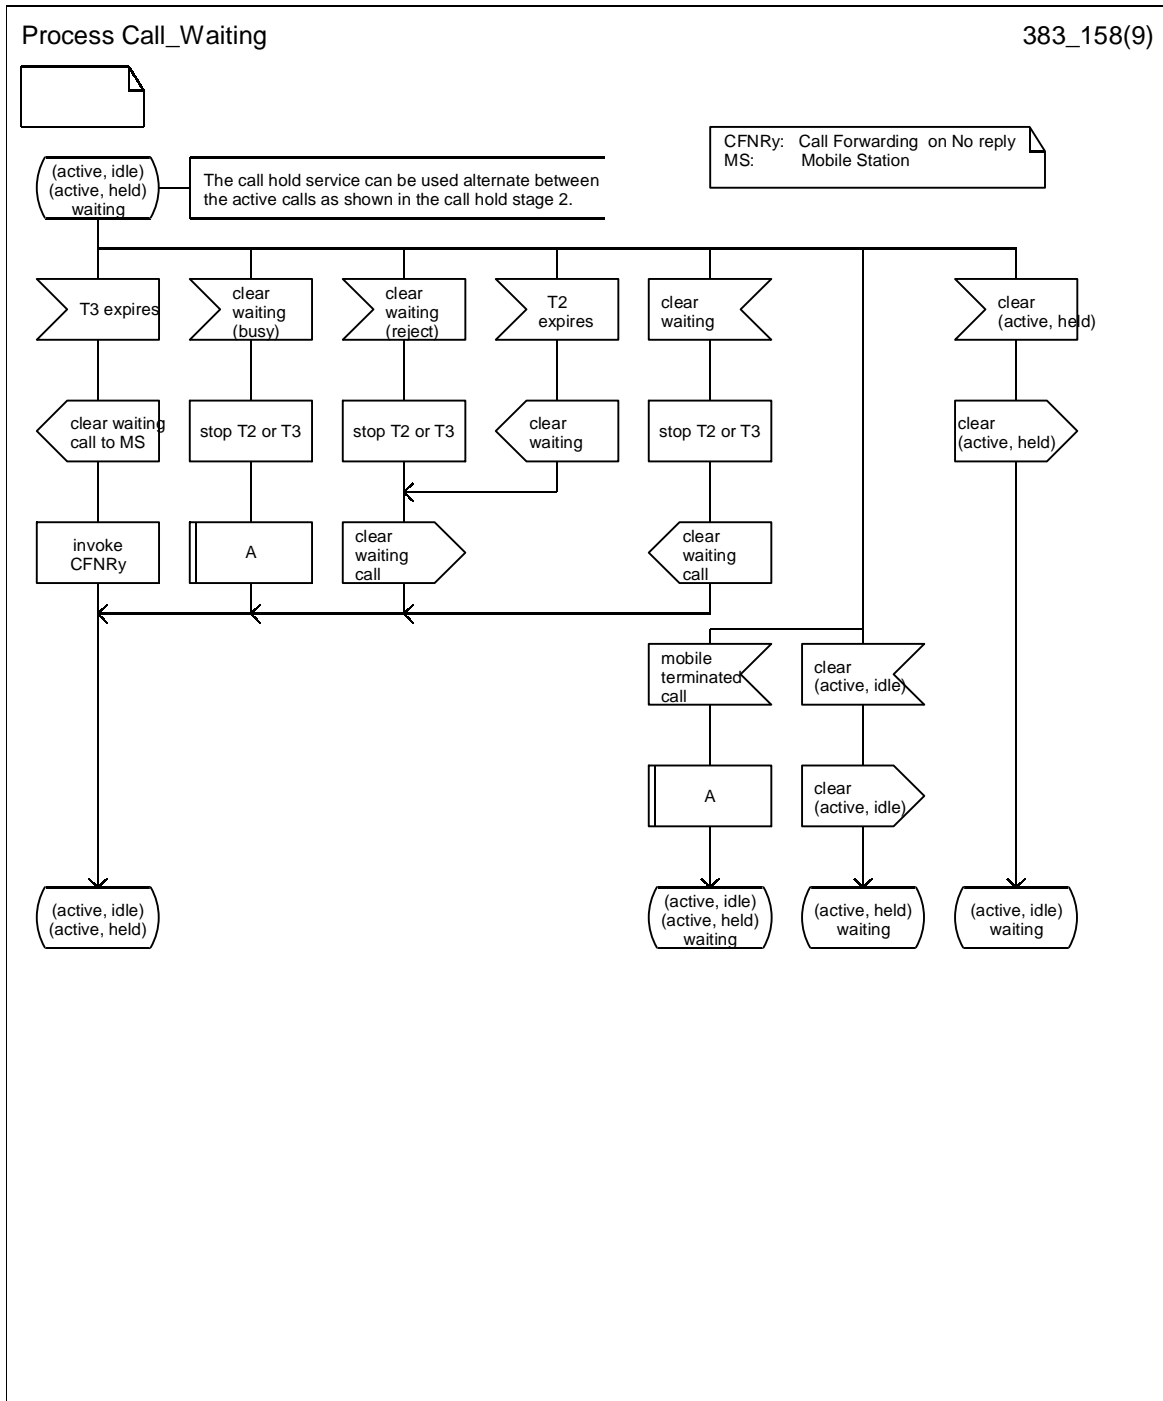 Process Call_Waiting
383_158(9)
CFNRy: Call Forwarding on No reply
MS: Mobile Station
(active, idle)
(active, held)
waiting
The call hold service can be used alternate between
the active calls as shown in the call hold stage 2.
T3 expires
clear
waiting
(busy)
clear
waiting
(reject)
T2
expires
clear
waiting
clear
(active, held)
clear waiting
call to MS
stop T2 or T3
stop T2 or T3
clear
waiting
stop T2 or T3
clear
(active, held)
invoke
CFNRy
A
clear
waiting
call
clear
waiting
call
mobile
terminated
call
clear
(active, idle)
A
clear
(active, idle)
(active, idle)
(active, held)
(active, idle)
(active, held)
waiting
(active, held)
waiting
(active, idle)
waiting